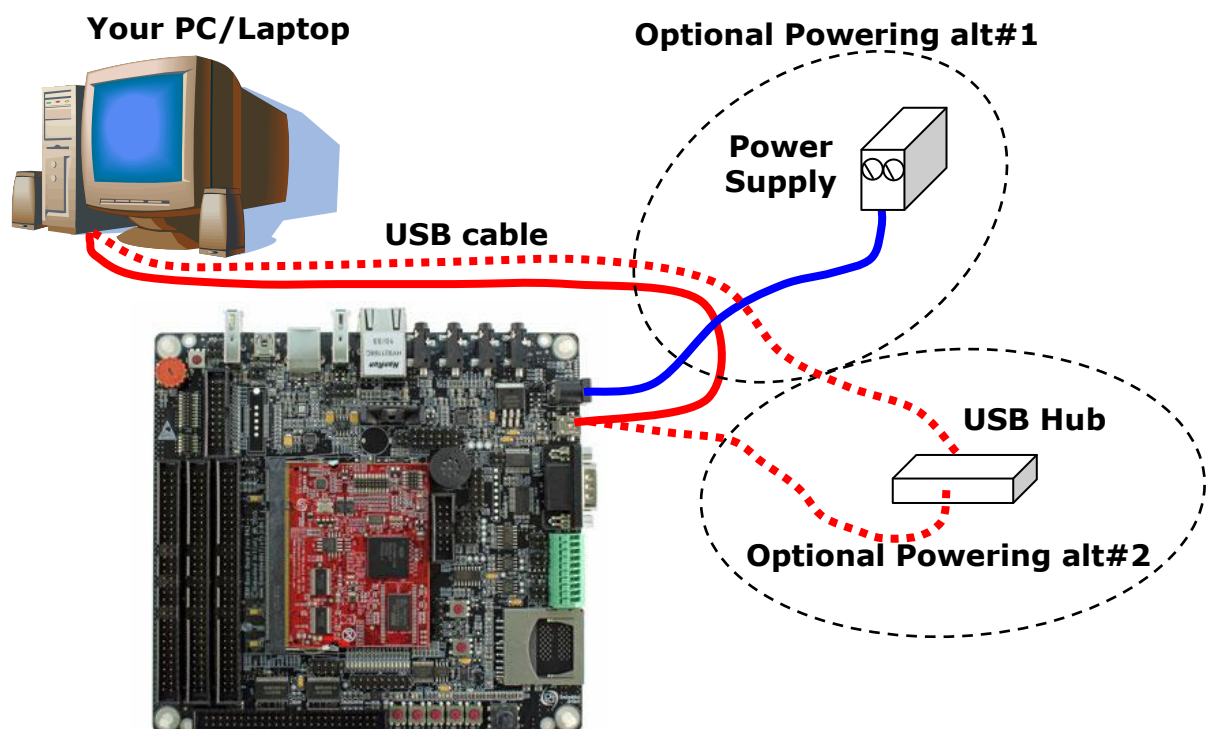 Your PC/Laptop
Optional Powering alt#1
Power
Supply
USB cable
USB Hub
Optional Powering alt#2